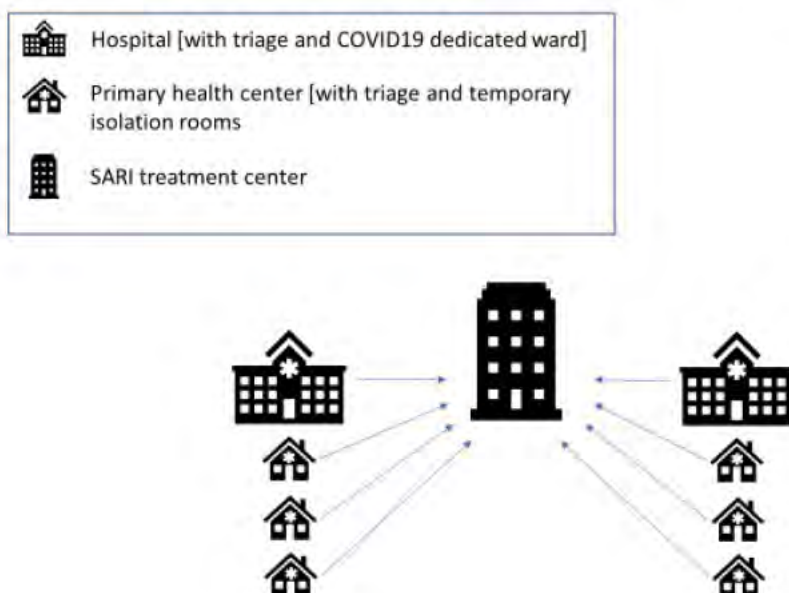 Hospital [with triage and COVID19 dedicated ward]
Primary health center [with triage and temporary
isolation rooms
SARI treatment center